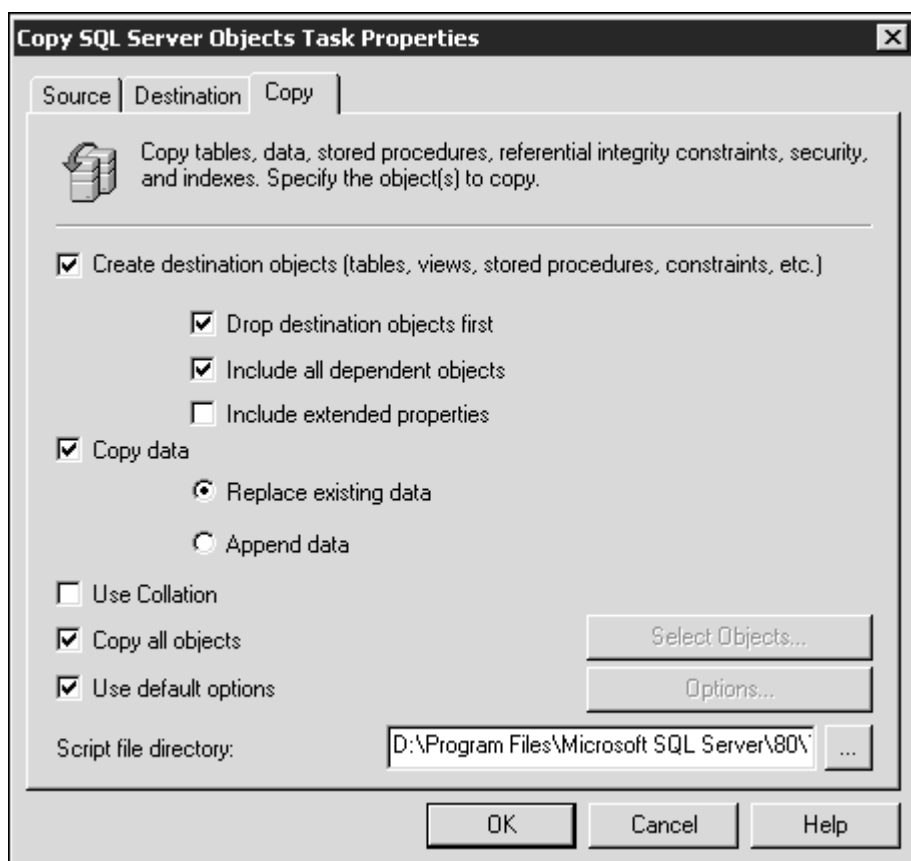 Copy SQL Server Objects Task Properties
Source Destination Copy
Copy tables, data, stored procedures, referential integrity constraints, security,
and indexes. Specify the object(s) to copy.
Create destination objects (tables, views, stored procedures, constraints, etc.)
Drop destination objects first
Include all dependent objects
Include extended properties
Copy data
Replace existing data
Append data
Use Collation
Copy all objects Select Objects...
Use default options Options...
Script file directory: D:\Program Files\Microsoft SQL Server\80\ ...
OK Cancel Help